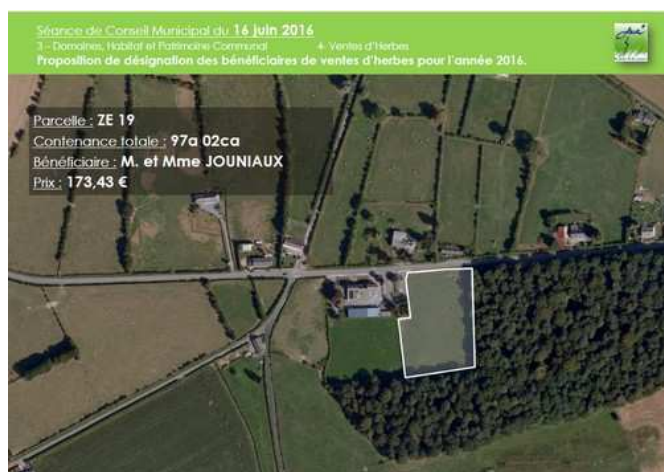 Séance de Conseil Municipal du 16 juin 2016
3 - Domaines, Habitat et Patrimoine Communal 4- Ventes d'Herbes
Proposition de désignation des bénéficiaires de ventes d'herbes pour l'année 2016.
Parcelle : ZE 19
Contenance totale : 97a 02ca
Bénéficiaire : M. et Mme JOUNIAUX
Prix : 173,43 €